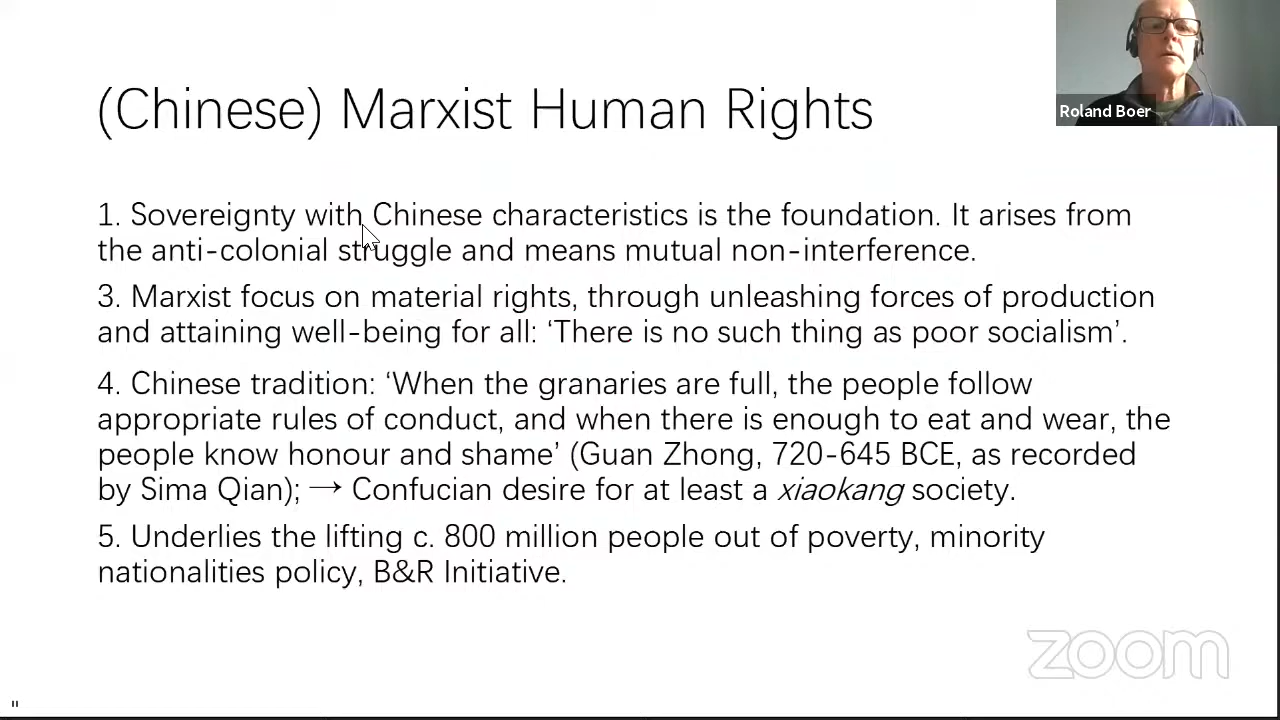 (Chinese) Marxist Human Rights
Roland Boer
1. Sovereignty with Chinese characteristics is the foundation. It arises from
the anti-colonial struggle and means mutual non-interference.
3. Marxist focus on material rights, through unleashing forces of production
and attaining well-being for all: ‘There is no such thing as poor socialism’.
4. Chinese tradition: ‘When the granaries are full, the people follow
appropriate rules of conduct, and when there is enough to eat and wear, the
people know honour and shame’ (Guan Zhong, 720-645 BCE, as recorded
by Sima Qian); → Confucian desire for at least a xiaokang society.
5. Underlies the lifting c. 800 million people out of poverty, minority
nationalities policy, B&R Initiative.
zoom